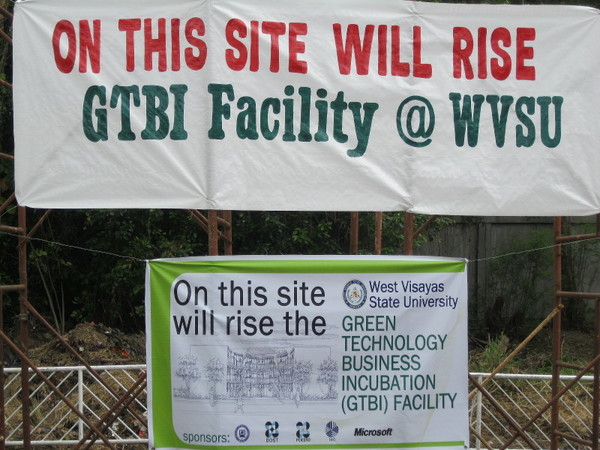 ON THIS SITE WILL RISE
GTBI Facility @ WVSU
On this site
will rise the
West Visayas
State University
GREEN
TECHNOLOGY
BUSINESS
INCUBATION
(GTBI) FACILITY
sponsors:
DOST
Microsoft